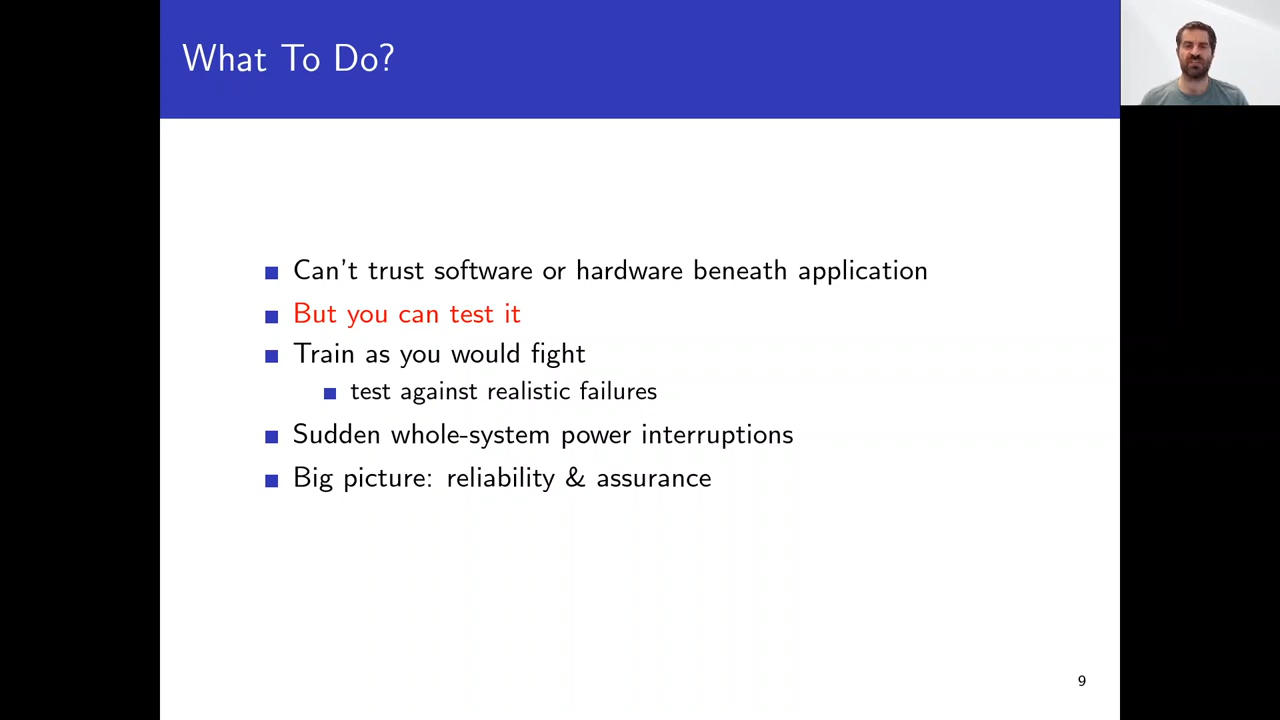 What To Do?
Can't trust software or hardware beneath application
But you can test it
Train as you would fight
test against realistic failures
Sudden whole-system power interruptions
Big picture: reliability & assurance
9